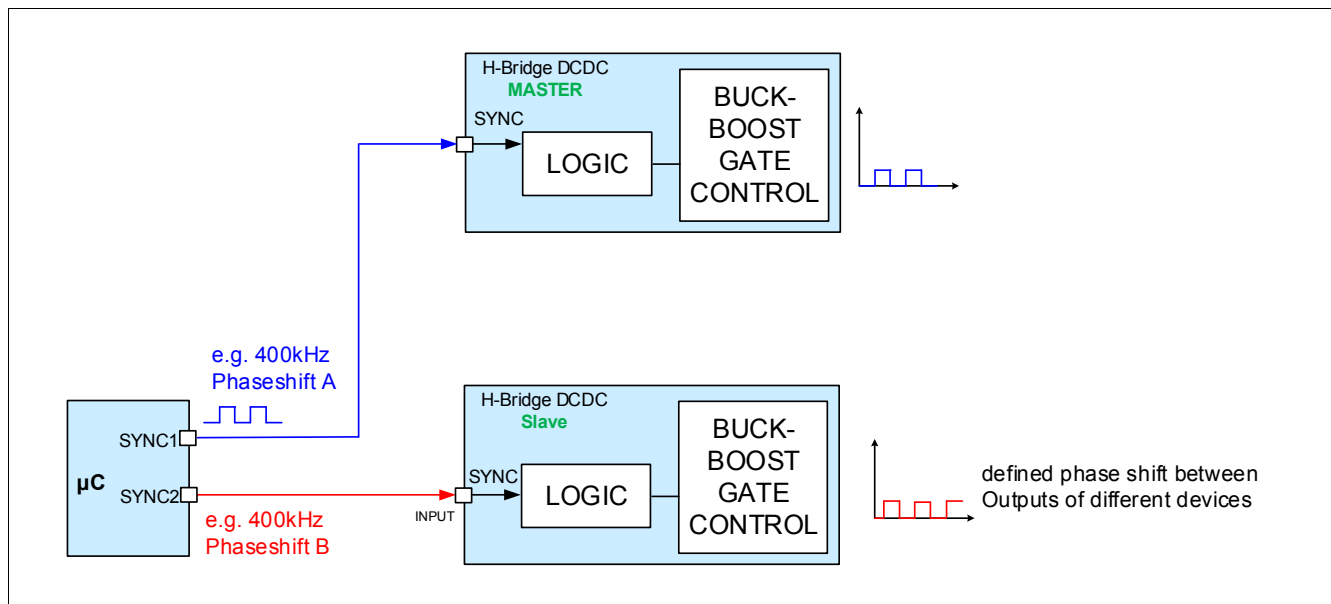 H-Bridge DCDC
MASTER
SYNC
LOGIC
BUCK-
BOOST
GATE
CONTROL
e.g. 400kHz
Phaseshift A
µC
SYNC1
SYNC2
e.g. 400kHz
Phaseshift B
INPUT
H-Bridge DCDC
Slave
SYNC
LOGIC
BUCK-
BOOST
GATE
CONTROL
defined phase shift between
Outputs of different devices